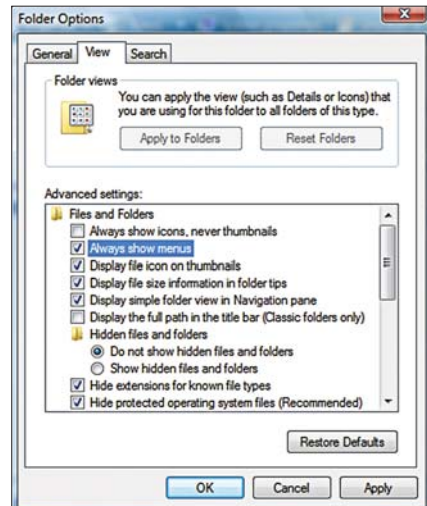 Folder Options
General View Search
Folder views
You can apply the view (such as Details or Icons) that
you are using for this folder to all folders of this type.
Apply to Folders Reset Folders
Advanced settings:
Files and Folders
Always show icons, never thumbnails
Always show menus
Display file icon on thumbnails
Display file size information in folder tips
Display simple folder view in Navigation pane
Display the full path in the title bar (Classic folders only)
Hidden files and folders
Do not show hidden files and folders
Show hidden files and folders
Hide extensions for known file types
Hide protected operating system files (Recommended)
Restore Defaults
OK Cancel Apply